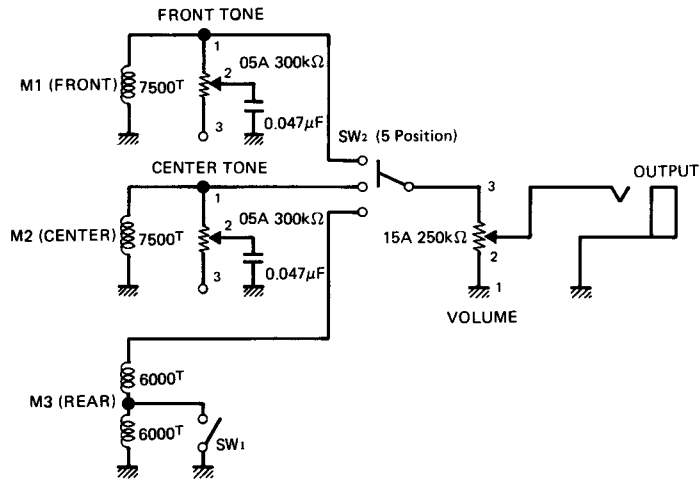 FRONT TONE
1
05A 300kΩ
2
M1 (FRONT)
7500T
0.047μF
3
SW2 (5 Position)
CENTER TONE
1
3
OUTPUT
05A 300kΩ
2
M2 (CENTER)
7500T
15A 250kΩ
2
0.047μF
3
1
VOLUME
6000T
M3 (REAR)
6000T
SW1